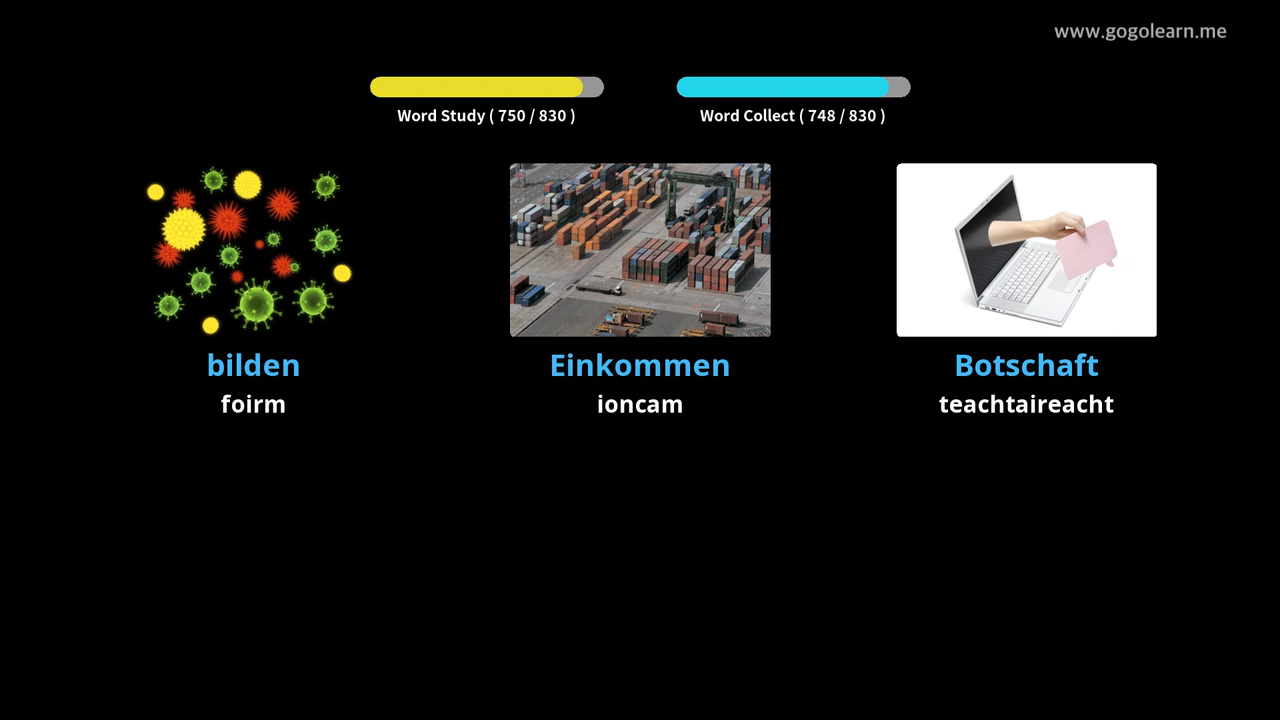 www.gogolearn.me
Word Study ( 750 / 830 )
Word Collect ( 748 / 830 )
bilden
foirm
Einkommen
ioncam
Botschaft
teachtaireacht